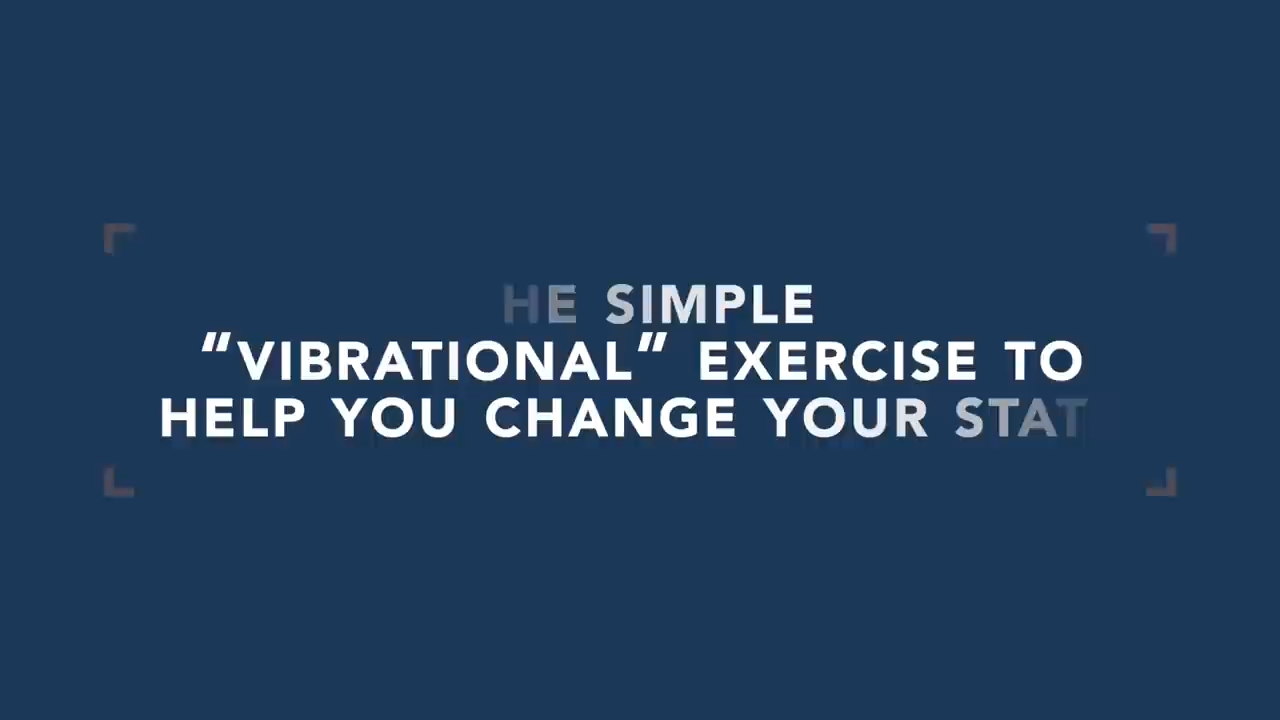 HE SIMPLE
“VIBRATIONAL” EXERCISE TO
HELP YOU CHANGE YOUR STAT